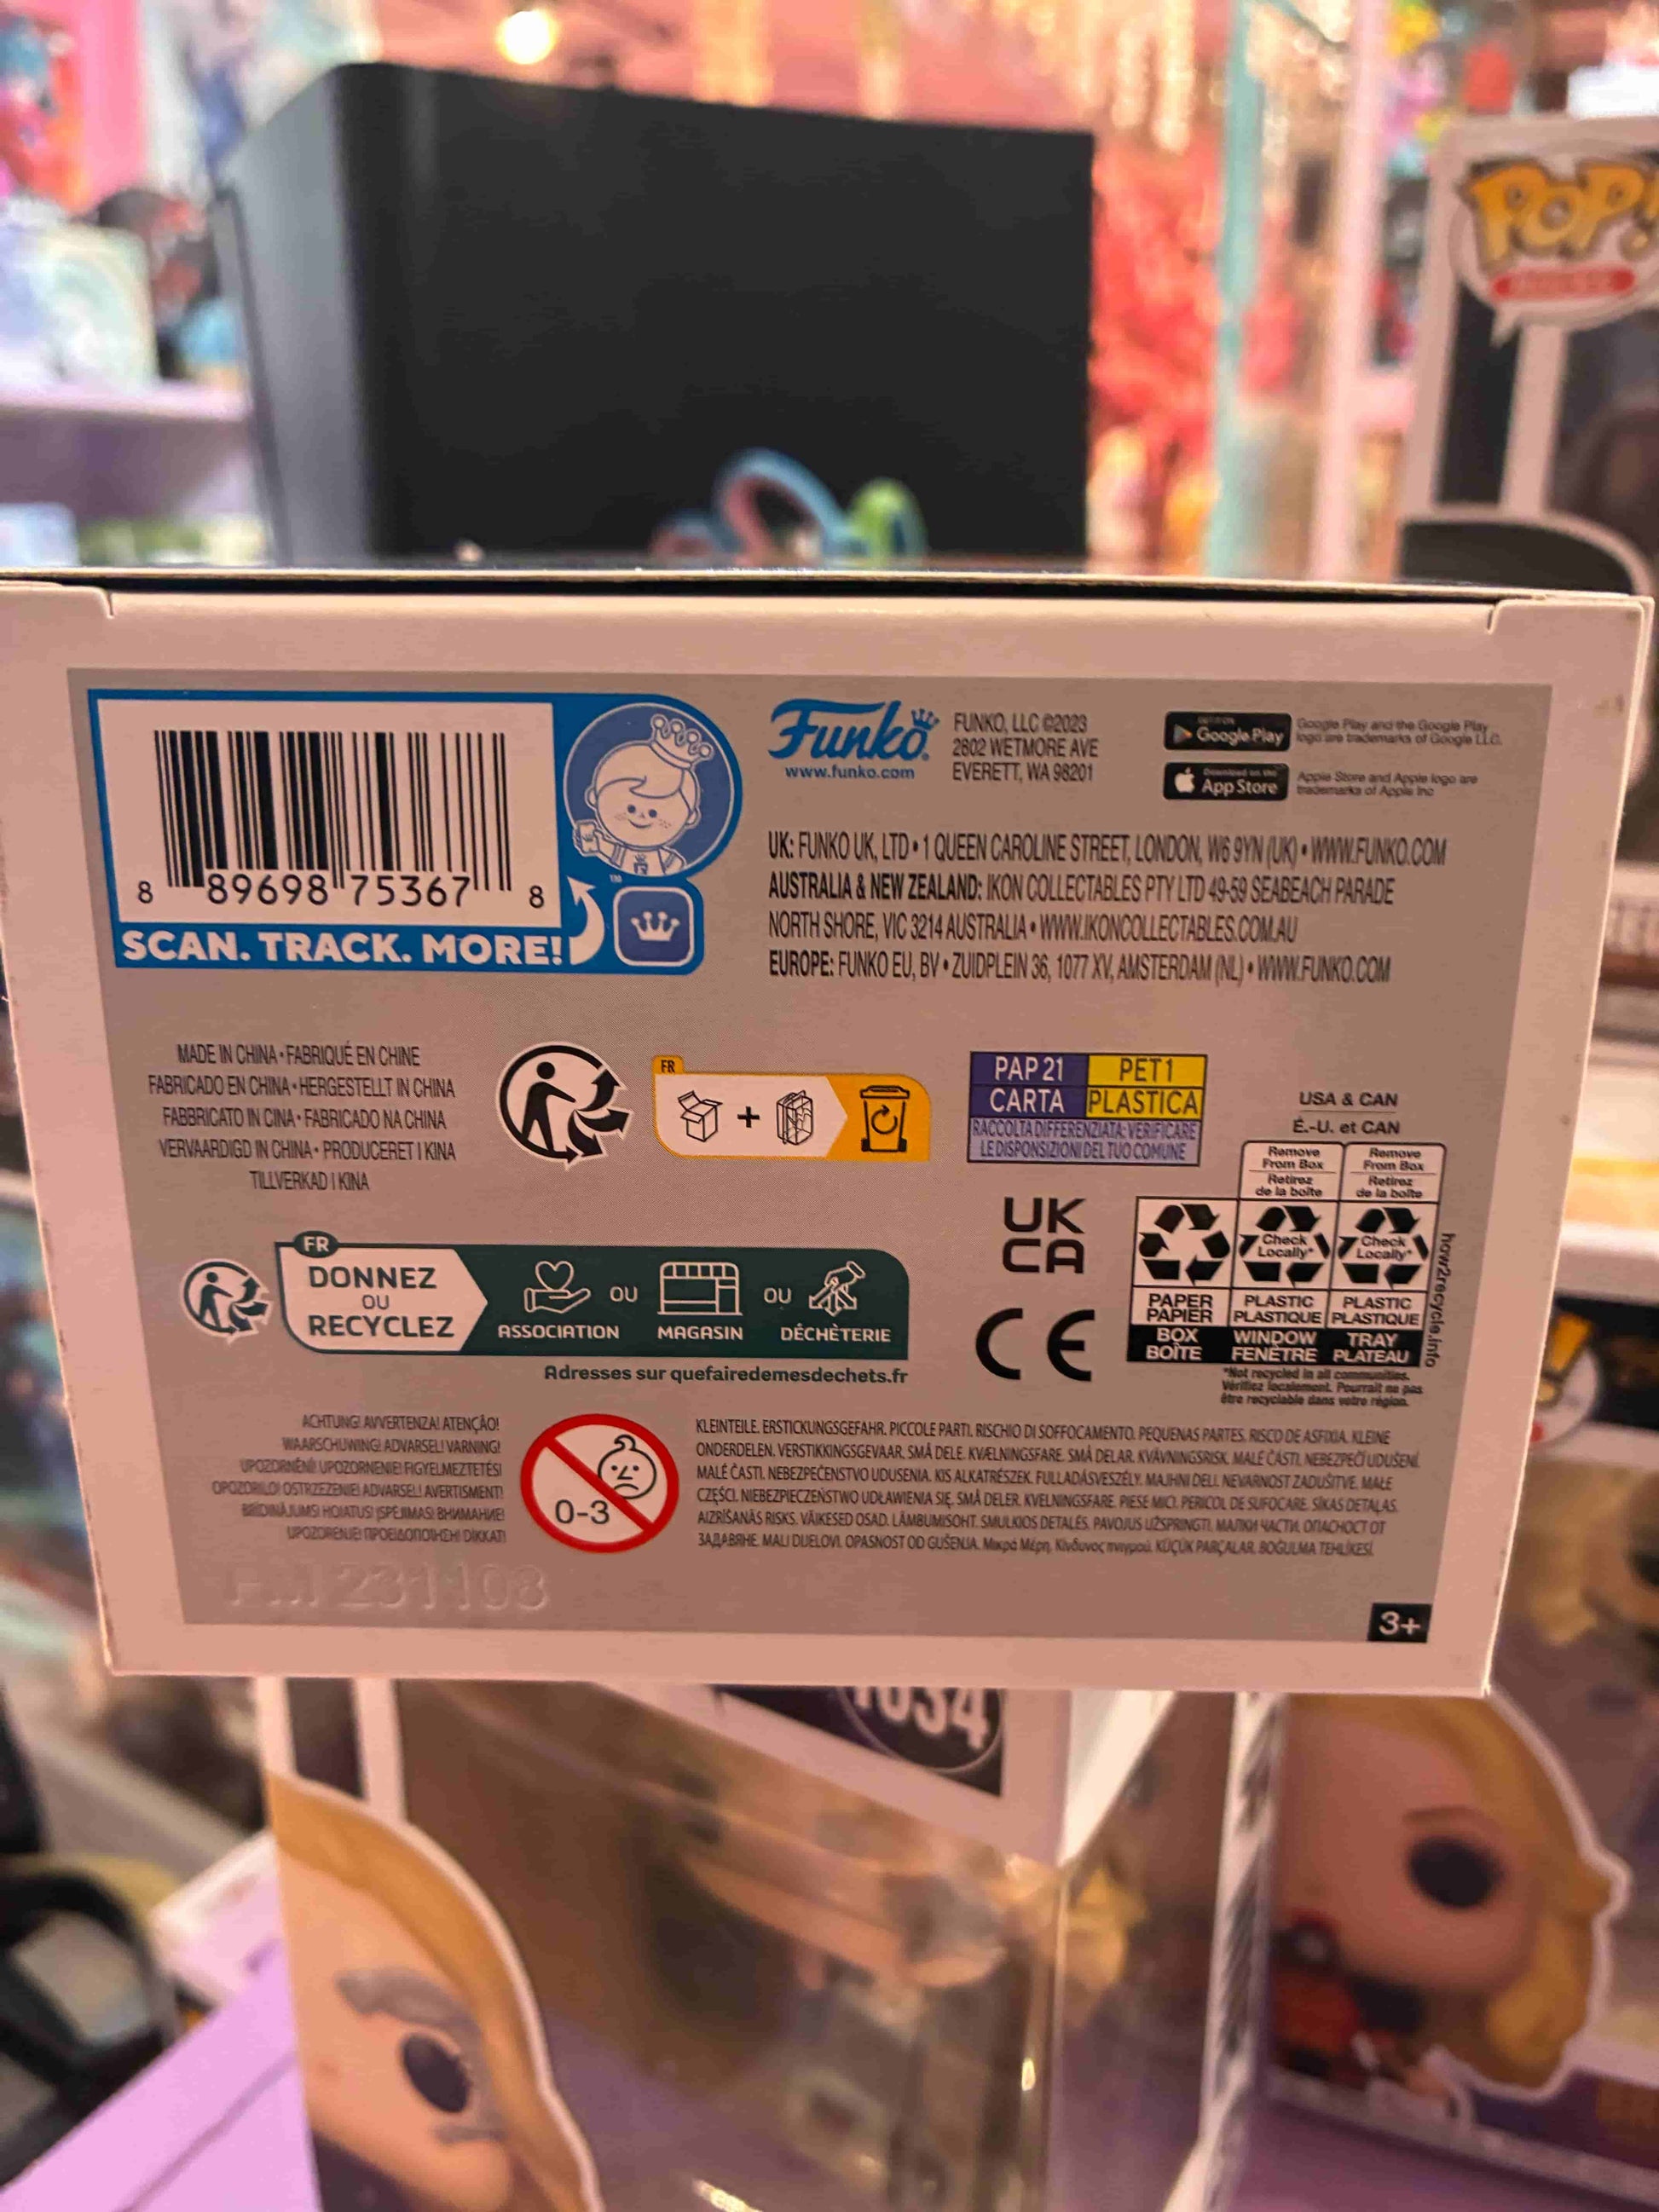 POP!
8 89698 75367 8
SCAN. TRACK. MORE!
TM
Funko
www.funko.com
FUNKO, LLC ©2023
2802 WETMORE AVE
EVERETT, WA 98201
GET IT ON
Google Play
Google Play and the Google Play
logo are trademarks of Google LLC.
Download on the
App Store
Apple Store and Apple logo are
trademarks of Apple Inc
UK: FUNKO UK, LTD • 1 QUEEN CAROLINE STREET, LONDON, W6 9YN (UK) • WWW.FUNKO.COM
AUSTRALIA & NEW ZEALAND: IKON COLLECTABLES PTY LTD 49-59 SEABEACH PARADE
NORTH SHORE, VIC 3214 AUSTRALIA • WWW.IKONCOLLECTABLES.COM.AU
EUROPE: FUNKO EU, BV • ZUIDPLEIN 36, 1077 XV, AMSTERDAM (NL) • WWW.FUNKO.COM
MADE IN CHINA • FABRIQUÉ EN CHINE
FABRICADO EN CHINA • HERGESTELLT IN CHINA
FABBRICATO IN CINA • FABRICADO NA CHINA
VERVAARDIGD IN CHINA • PRODUCERET I KINA
TILLVERKAD I KINA
FR
+
PAP 21
CARTA
PET1
PLASTICA
RACCOLTA DIFFERENZIATA: VERIFICARE
LE DISPOSIZIONI DEL TUO COMUNE
USA & CAN
É.-U. et CAN
Remove
From Box
Retirez
de la boîte
Remove
From Box
Retirez
de la boîte
Check
Locally*
Check
Locally*
PAPER
PAPIER
PLASTIC
PLASTIQUE
PLASTIC
PLASTIQUE
BOX
BOÎTE
WINDOW
FENÊTRE
TRAY
PLATEAU
how2recycle.info
*Not recycled in all communities.
Vérifiez localement. Pourrait ne pas
être recyclable dans votre région.
UK
CA
CE
FR
DONNEZ
OU
RECYCLEZ
ASSOCIATION
OU
MAGASIN
OU
DÉCHÈTERIE
Adresses sur quefairedemesdechets.fr
ACHTUNG! AVVERTENZA! ATENÇÃO!
WAARSCHUWING! ADVARSEL! VARNING!
UPOZORNĚNÍ! UPOZORNENIE! FIGYELMEZTETÉS!
OPOZORILO! OSTRZEŻENIE! ADVARSEL! AVERTISMENT!
BRĪDINĀJUMS! HOIATUS! ĮSPĖJIMAS! ВНИМАНИЕ!
UPOZORENJE! ΠΡΟΕΙΔΟΠΟΙΗΣΗ! DİKKAT!
0-3
KLEINTEILE. ERSTICKUNGSGEFAHR. PICCOLE PARTI. RISCHIO DI SOFFOCAMENTO. PEQUENAS PARTES. RISCO DE ASFIXIA. KLEINE
ONDERDELEN. VERSTIKKINGSGEVAAR. SMÅ DELE. KVÆLNINGSFARE. SMÅ DELAR. KVÄVNINGSRISK. MALÉ ČÁSTI. NEBEZPEČÍ UDUŠENÍ.
MALÉ ČASTI. NEBEZPEČENSTVO UDUSENIA. KIS ALKATRÉSZEK. FULLADÁSVESZÉLY. MAJHNI DELI. NEVARNOST ZADUŠITVE. MAŁE
CZĘŚCI. NIEBEZPIECZEŃSTWO UDŁAWIENIA SIĘ. SMÅ DELER. KVELNINGSFARE. PIESE MICI. PERICOL DE SUFOCARE. SĪKAS DETAĻAS.
AIZRĪŠANĀS RISKS. VÄIKESED OSAD. LÄMBUMISOHT. SMULKIOS DETALĖS. PAVOJUS UŽSPRINGTI. МАЛКИ ЧАСТИ. ОПАСНОСТ ОТ
ЗАДАВЯНЕ. MALI DIJELOVI. OPASNOST OD GUŠENJA. Μικρά Μέρη. Κίνδυνος πνιγμού. KÜÇÜK PARÇALAR. BOĞULMA TEHLİKESİ.
231108
3+
1034